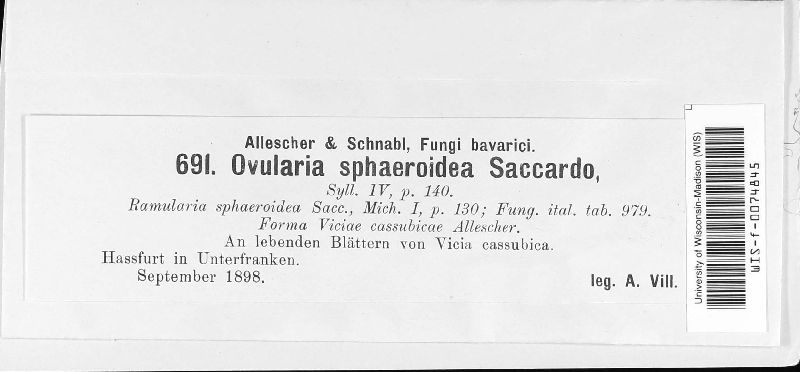 Allescher & Schnabl, Fungi bavarici.
691. Ovularia sphaeroidea Saccardo,
Syll. IV, p. 140.
Ramularia sphaeroidea Sacc., Mich. I, p. 130; Fung. ital. tab. 979.
Forma Viciae cassubicae Allescher.
An lebenden Blättern von Vicia cassubica.
Hassfurt in Unterfranken.
September 1898.
leg. A. Vill.
University of Wisconsin-Madison (WIS)
WIS-f-0074845